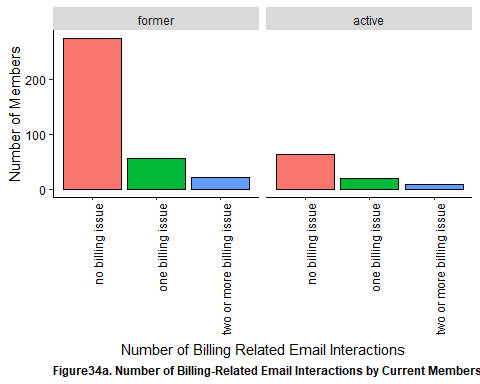 former
active
Number of Members
200
100
0
no billing issue
one billing issue
two or more billing issue
no billing issue
one billing issue
two or more billing issue
Number of Billing Related Email Interactions
Figure34a. Number of Billing-Related Email Interactions by Current Members